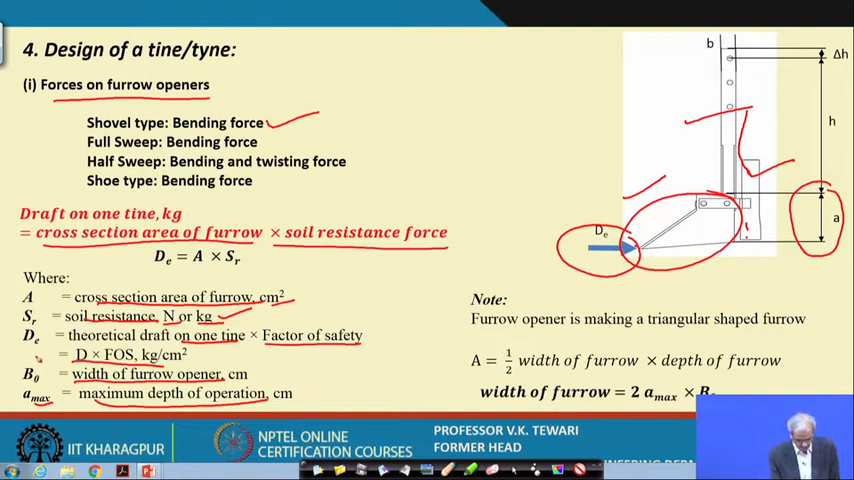 4. Design of a tine/tyne:
(i) Forces on furrow openers
Shovel type: Bending force
Full Sweep: Bending force
Half Sweep: Bending and twisting force
Shoe type: Bending force
Draft on one tine, kg
= cross section area of furrow × soil resistance force
De = A × Sr
Where:
A = cross section area of furrow, cm2
Sr = soil resistance, N or kg
De = theoretical draft on one tine × Factor of safety
= D × FOS, kg/cm2
B0 = width of furrow opener, cm
amax = maximum depth of operation, cm
b
Δh
h
a
De
Note:
Furrow opener is making a triangular shaped furrow
A = 1/2 width of furrow × depth of furrow
width of furrow = 2 amax ×
IIT KHARAGPUR
NPTEL ONLINE
CERTIFICATION COURSES
PROFESSOR V.K. TEWARI
FORMER HEAD